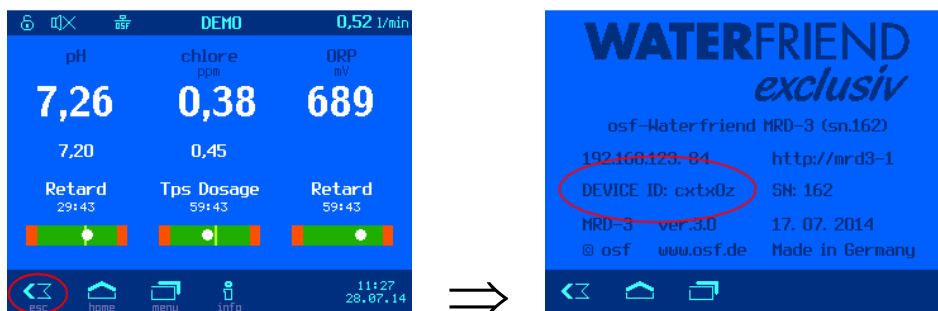 DEMO 0,52 l/min
pH chlore ORP
ppm mV
7,26 0,38 689
7,20 0,45
Retard Tps Dosage Retard
29:43 59:43 59:43
esc home menu info 11:27
28.07.14
WATERFRIEND
exclusiv
osf-Waterfriend MRD-3 (sn.162)
192.168.123. 84 http://mrd3-1
DEVICE ID: cxtx0z SN: 162
MRD-3 ver.3.0 17. 07. 2014
© osf www.osf.de Made in Germany